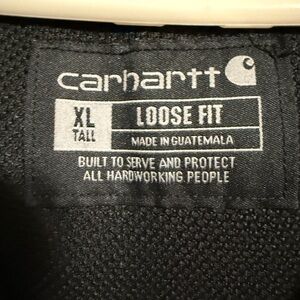 carhartt
XL
TALL
LOOSE FIT
MADE IN GUATEMALA
BUILT TO SERVE AND PROTECT
ALL HARDWORKING PEOPLE